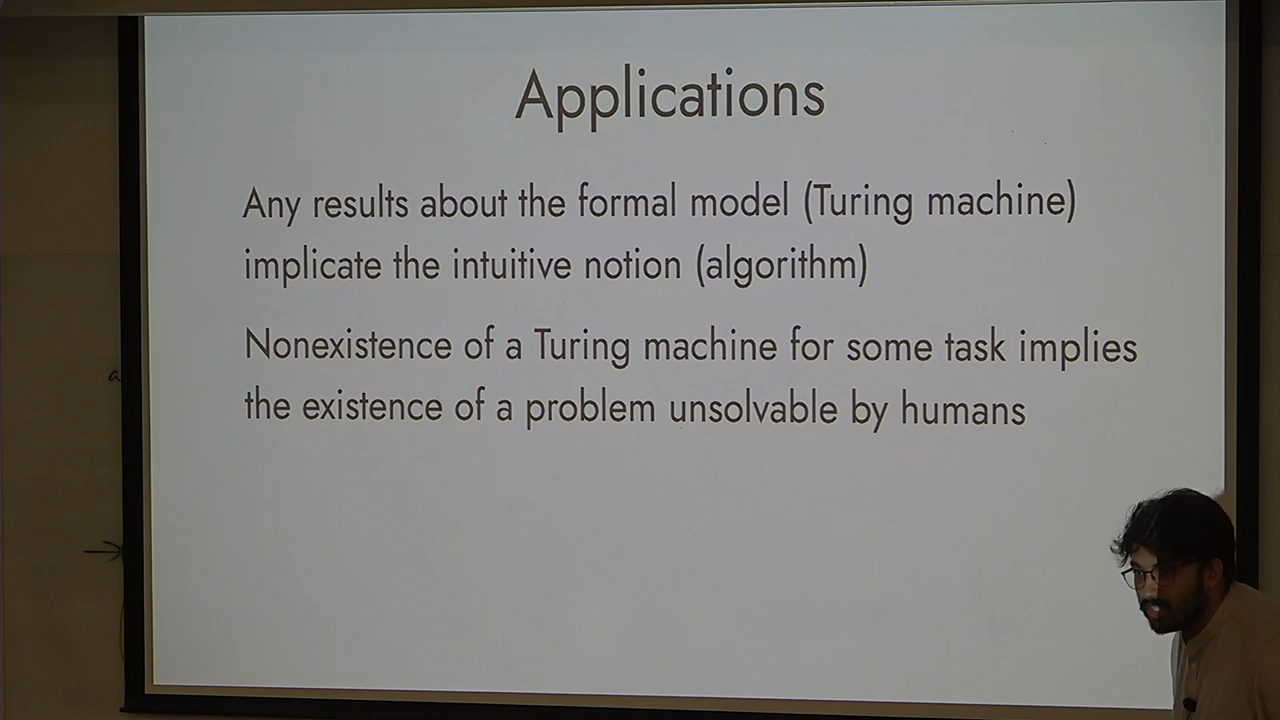 Applications
Any results about the formal model (Turing machine)
implicate the intuitive notion (algorithm)
Nonexistence of a Turing machine for some task implies
the existence of a problem unsolvable by humans
a